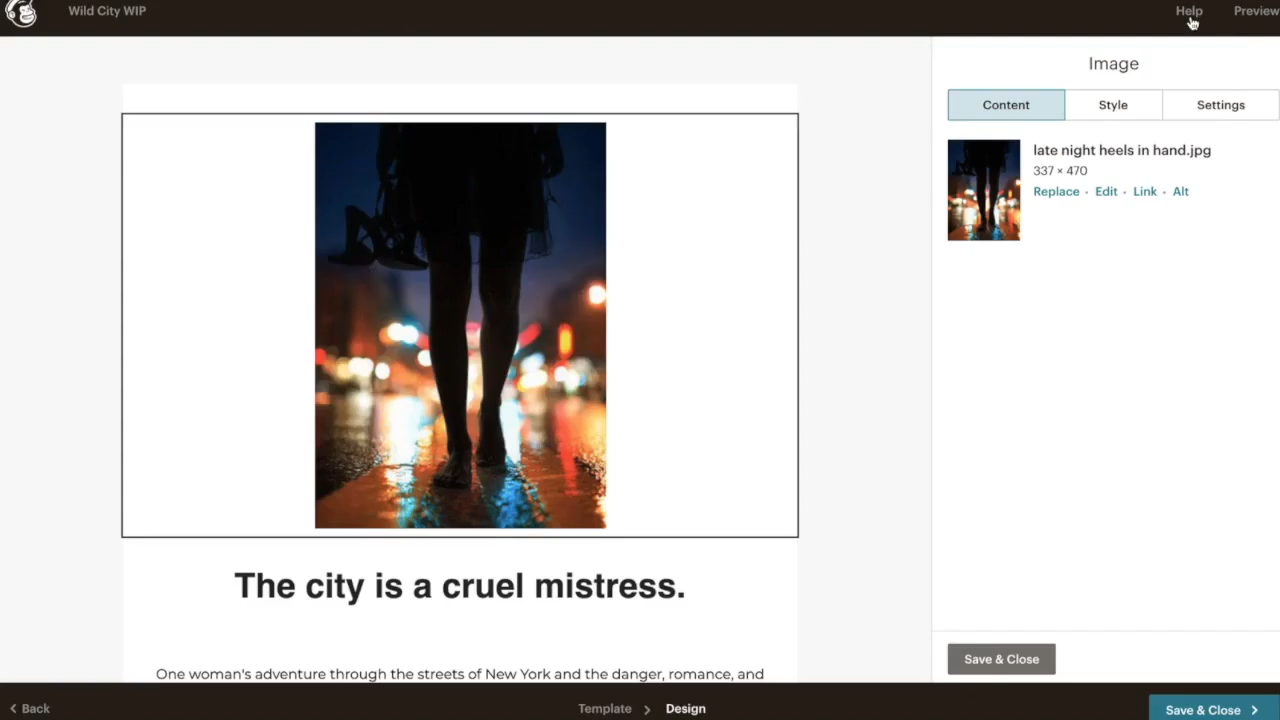 Wild City WIP
Help
Preview
Image
Content
Style
Settings
late night heels in hand.jpg
337 × 470
Replace · Edit · Link · Alt
The city is a cruel mistress.
One woman's adventure through the streets of New York and the danger, romance, and
Save & Close
Back
Template
Design
Save & Close